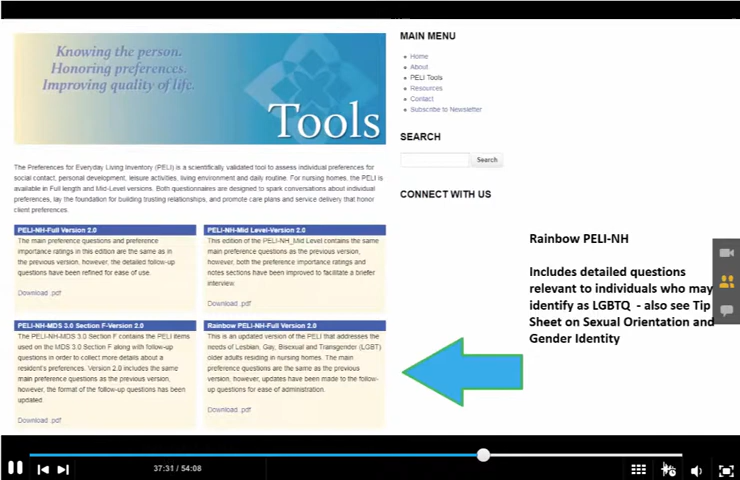 Knowing the person.
Honoring preferences.
Improving quality of life.
Tools
The Preferences for Everyday Living Inventory (PELI) is a scientifically validated tool to assess individual preferences for
social contact, personal development, leisure activities, living environment and daily routine. For nursing homes, the PELI is
available in Full length and Mid-Level versions. Both questionnaires are designed to spark conversations about individual
preferences, lay the foundation for building trusting relationships, and promote care plans and service delivery that honor
client preferences.
PELI-NH-Full Version 2.0
The main preference questions and preference
importance ratings in this edition are the same as in
the previous version, however, the detailed follow-up
questions have been refined for ease of use.
Download .pdf
PELI-NH-Mid Level-Version 2.0
This edition of the PELI-NH_Mid Level contains the same
main preference questions as the previous version,
however, both the preference importance ratings and
notes sections have been improved to facilitate a briefer
interview.
Download .pdf
PELI-NH-MDS 3.0 Section F-Version 2.0
The PELI-NH-MDS 3.0 Section F contains the PELI items
used on the MDS 3.0 Section F along with follow-up
questions in order to collect more details about a
resident's preferences. Version 2.0 includes the same
main preference questions as the previous version,
however, the format of the follow-up questions has been
updated
Download .pdf
Rainbow PELI-NH-Full Version 2.0
This is an updated version of the PELI that addresses the
needs of Lesbian, Gay, Bisexual and Transgender (LGBT)
older adults residing in nursing homes. The main
preference questions are the same as the previous
version, however, updates have been made to the follow-
up questions for ease of administration.
Download .pdf
MAIN MENU
Home
About
PELI Tools
Resources
Contact
Subscribe to Newsletter
SEARCH
Search
CONNECT WITH US
Rainbow PELI-NH
Includes detailed questions
relevant to individuals who may
identify as LGBTQ - also see Tip
Sheet on Sexual Orientation and
Gender Identity
37:31 / 54:08